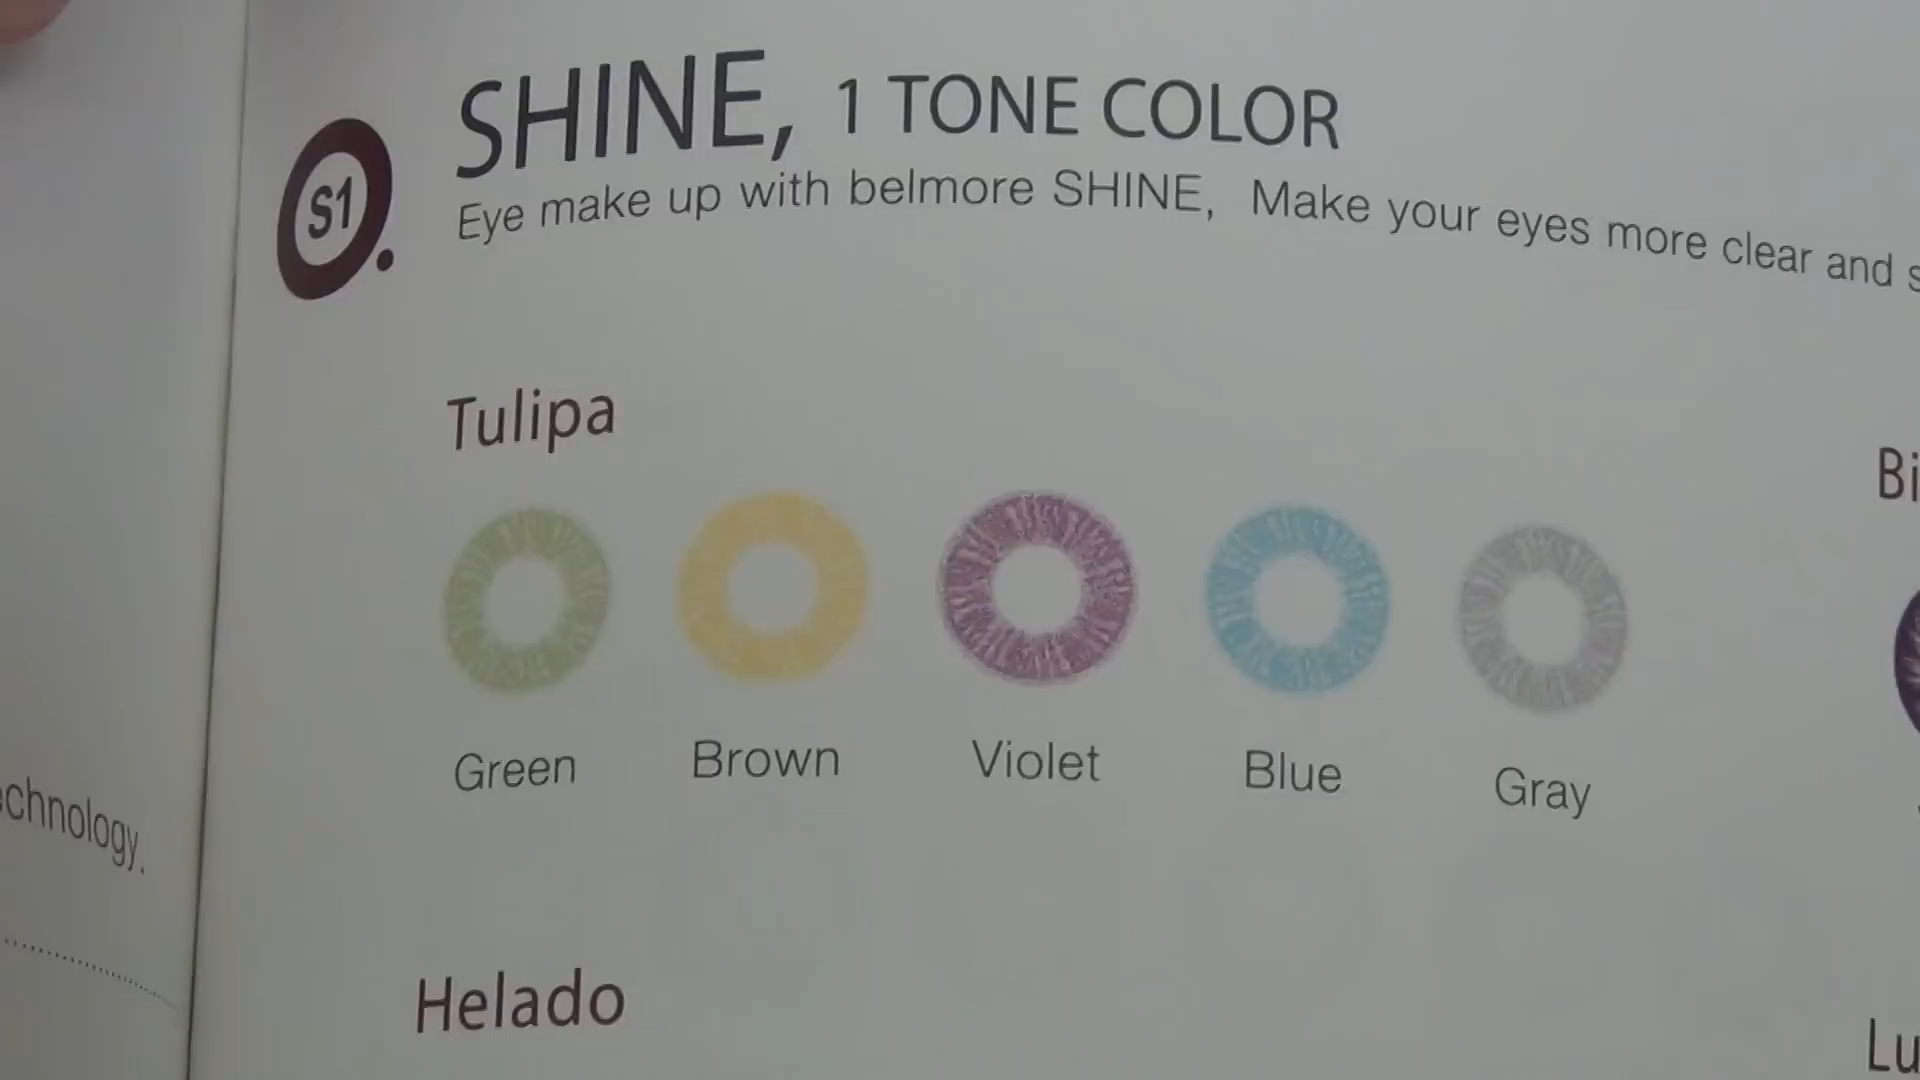 S1
SHINE, 1 TONE COLOR
Eye make up with belmore SHINE, Make your eyes more clear and
Tulipa
Green Brown Violet Blue Gray
Helado